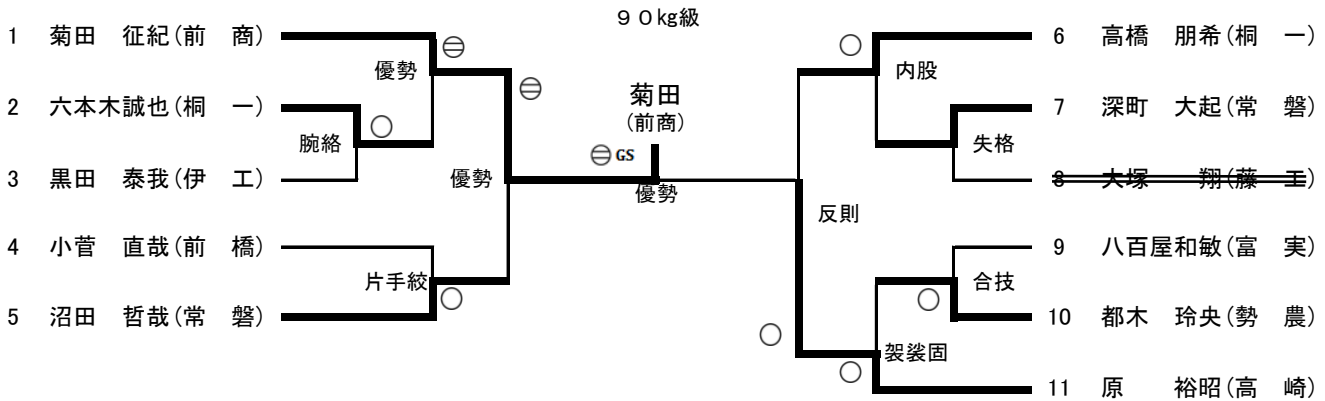 ９０㎏級
1 菊田　征紀(前　商)
優勢
2 六本木誠也(桐　一)
腕絡
3 黒田　泰我(伊　工)
優勢
4 小菅　直哉(前　橋)
片手絞
5 沼田　哲哉(常　磐)
菊田
(前商)
GS
優勢
6 高橋　朋希(桐　一)
内股
7 深町　大起(常　磐)
失格
8 大塚　　翔(藤　工)
反則
9 八百屋和敏(富　実)
合技
10 都木　玲央(勢　農)
袈裟固
11 原　　裕昭(高　崎)